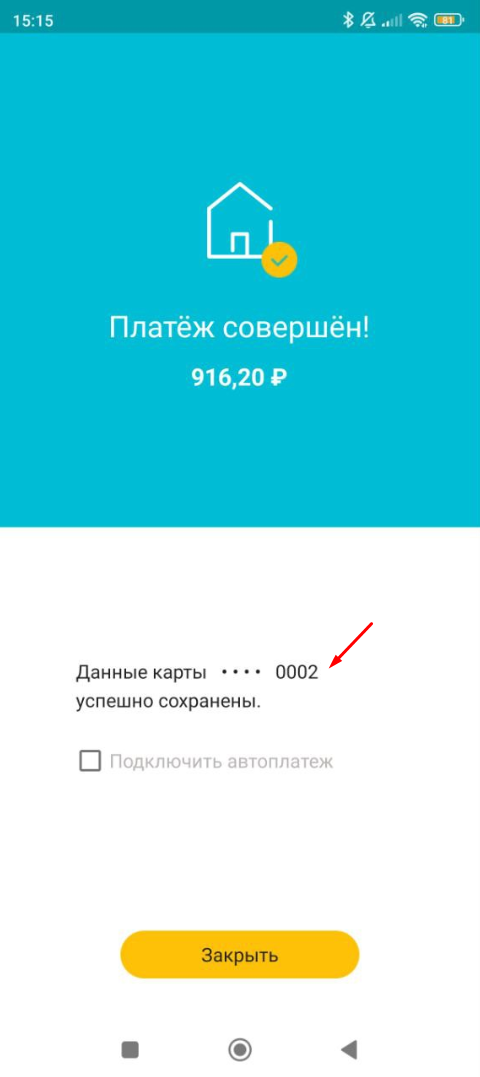 15:15
81
Платёж совершён!
916,20 ₽
Данные карты •••• 0002
успешно сохранены.
Подключить автоплатеж
Закрыть